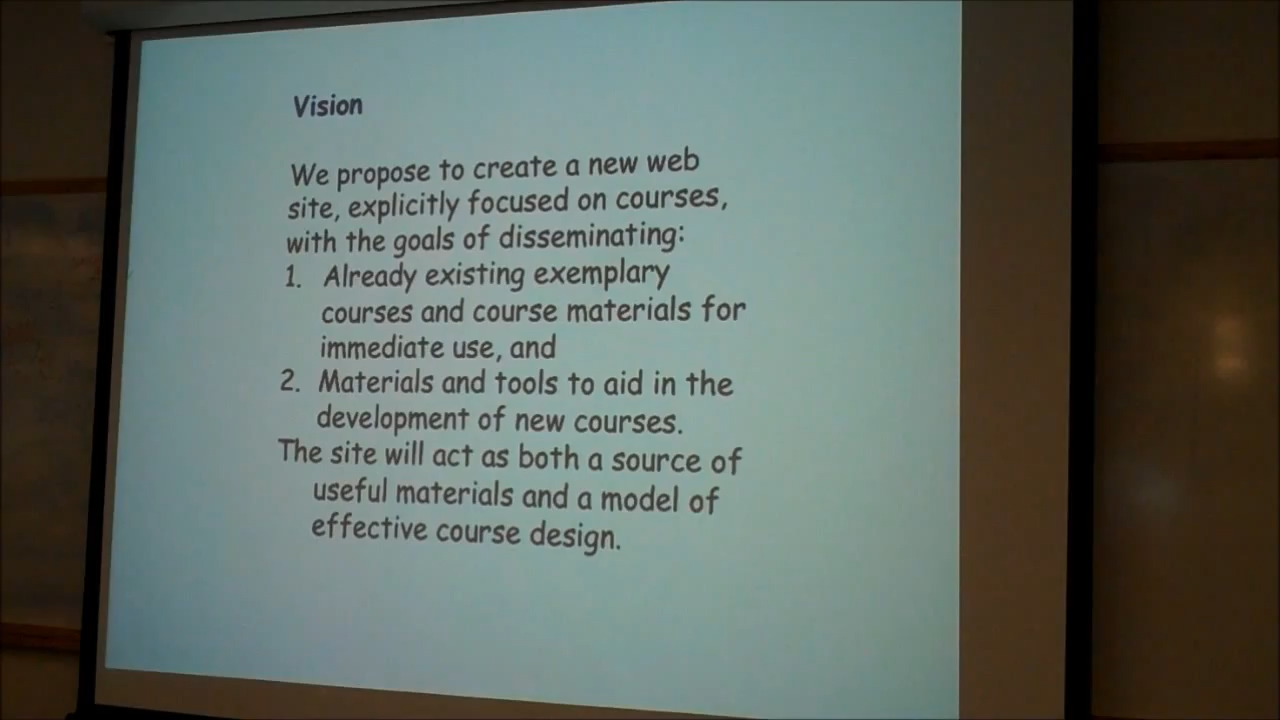 Vision
We propose to create a new web
site, explicitly focused on courses,
with the goals of disseminating:
1. Already existing exemplary
courses and course materials for
immediate use, and
2. Materials and tools to aid in the
development of new courses.
The site will act as both a source of
useful materials and a model of
effective course design.